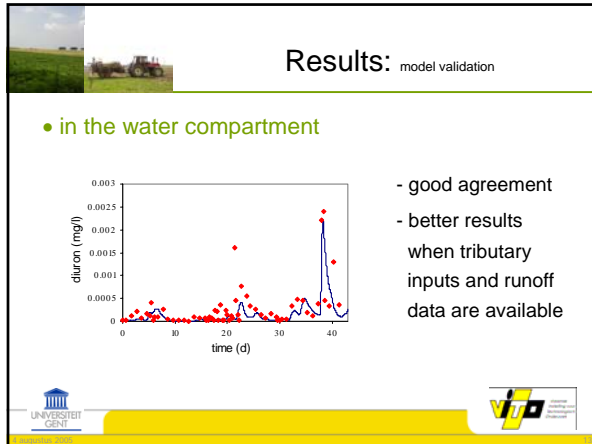 Results: model validation
• in the water compartment
0.003
0.0025
0.002
0.0015
0.001
0.0005
0
diuron (mg/l)
0 10 20 30 40
time (d)
- good agreement
- better results
when tributary
inputs and runoff
data are available
UNIVERSITEIT
GENT
vito
4 augustus 2005